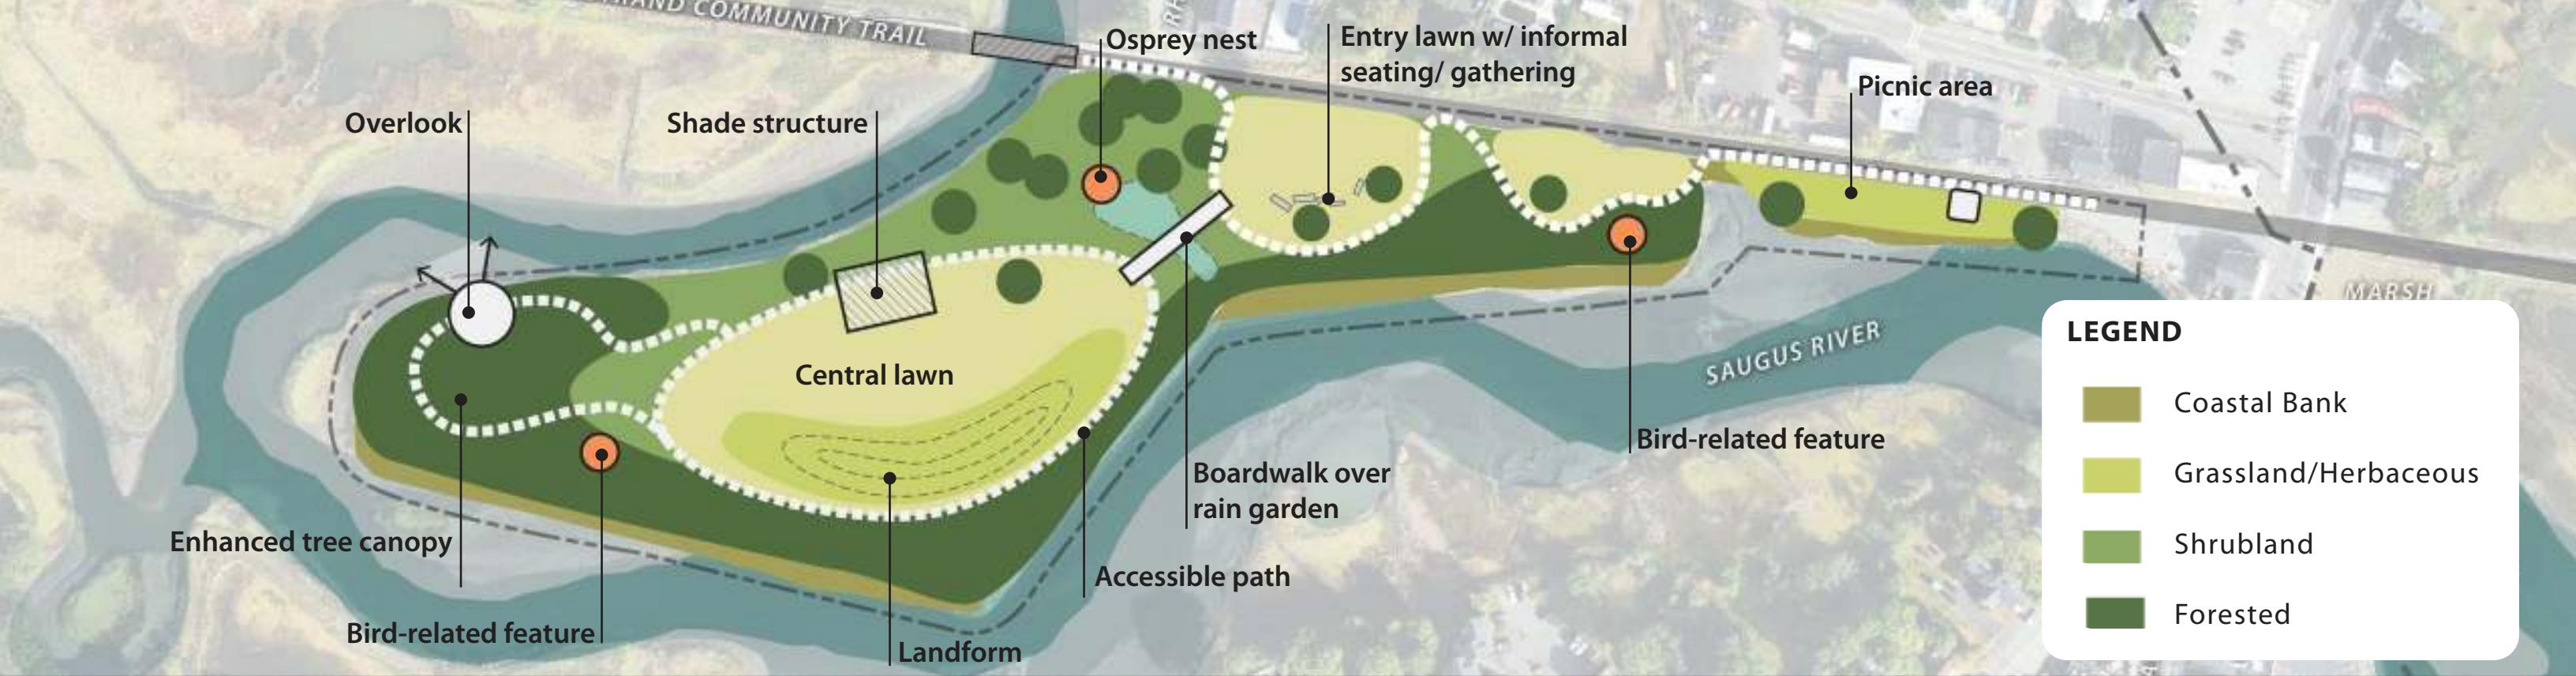 COMMUNITY TRAIL
Osprey nest
Entry lawn w/ informal
seating/ gathering
Picnic area
Overlook
Shade structure
Central lawn
SAUGUS RIVER
MARSH
Bird-related feature
Boardwalk over
rain garden
Enhanced tree canopy
Accessible path
Bird-related feature
Landform
LEGEND
Coastal Bank
Grassland/Herbaceous
Shrubland
Forested